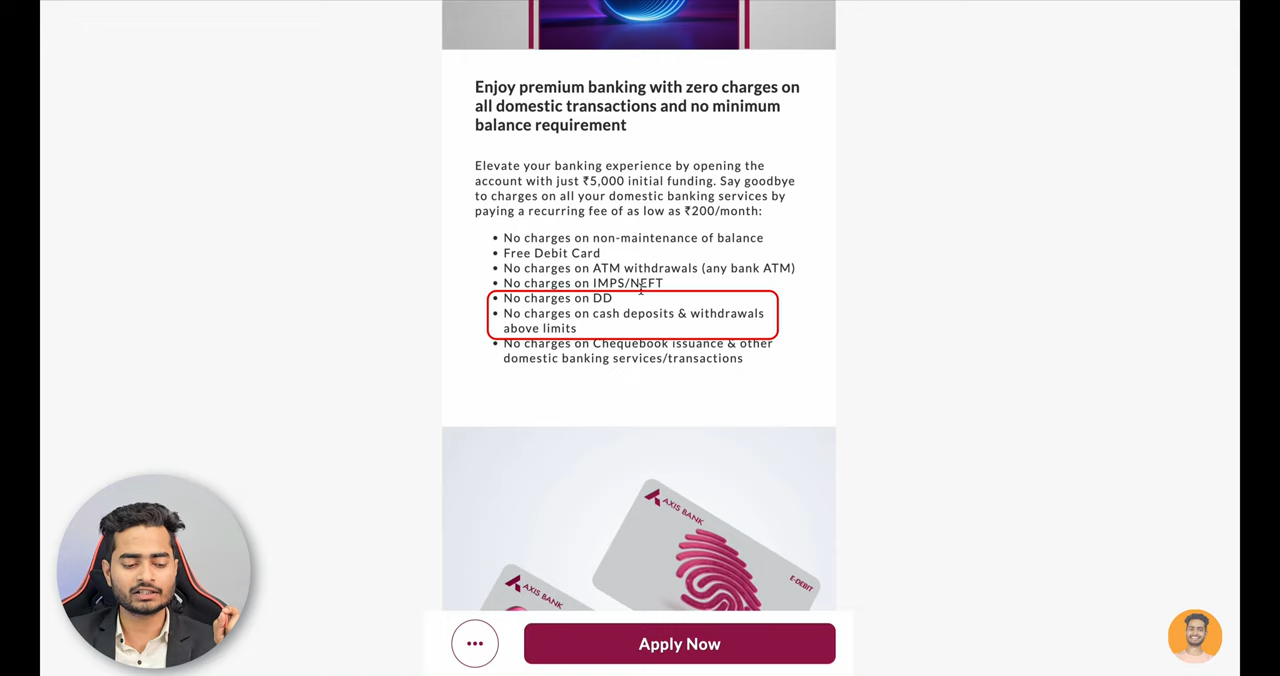 Enjoy premium banking with zero charges on
all domestic transactions and no minimum
balance requirement
Elevate your banking experience by opening the
account with just ₹5,000 initial funding. Say goodbye
to charges on all your domestic banking services by
paying a recurring fee of as low as ₹200/month:
• No charges on non-maintenance of balance
• Free Debit Card
• No charges on ATM withdrawals (any bank ATM)
• No charges on IMPS/NEFT
• No charges on DD
• No charges on cash deposits & withdrawals
above limits
• No charges on Chequebook issuance & other
domestic banking services/transactions
AXIS BANK
E-DEBIT
AXIS BANK
Apply Now